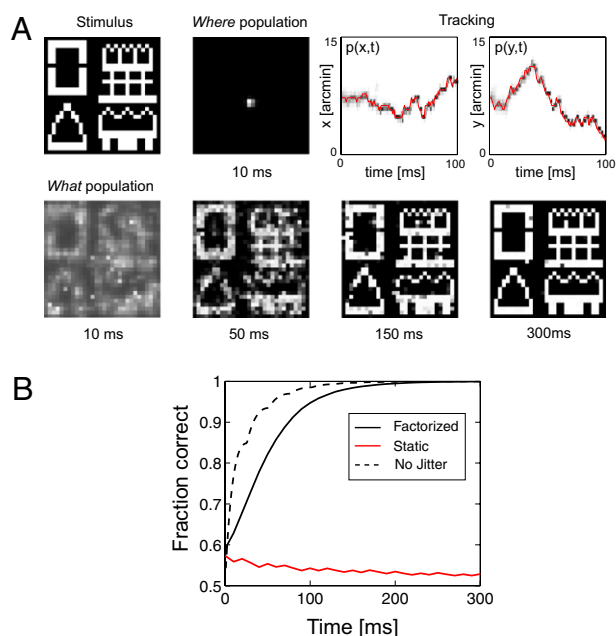 A
Stimulus
Where population
Tracking
p(x,t)
p(y,t)
x [arcmin]
15
0
0
100
time [ms]
y [arcmin]
15
0
0
100
time [ms]
10 ms
What population
10 ms
50 ms
150 ms
300ms
B
Fraction correct
1
0.9
0.8
0.7
0.6
0.5
Factorized
Static
No Jitter
0
100
200
300
Time [ms]